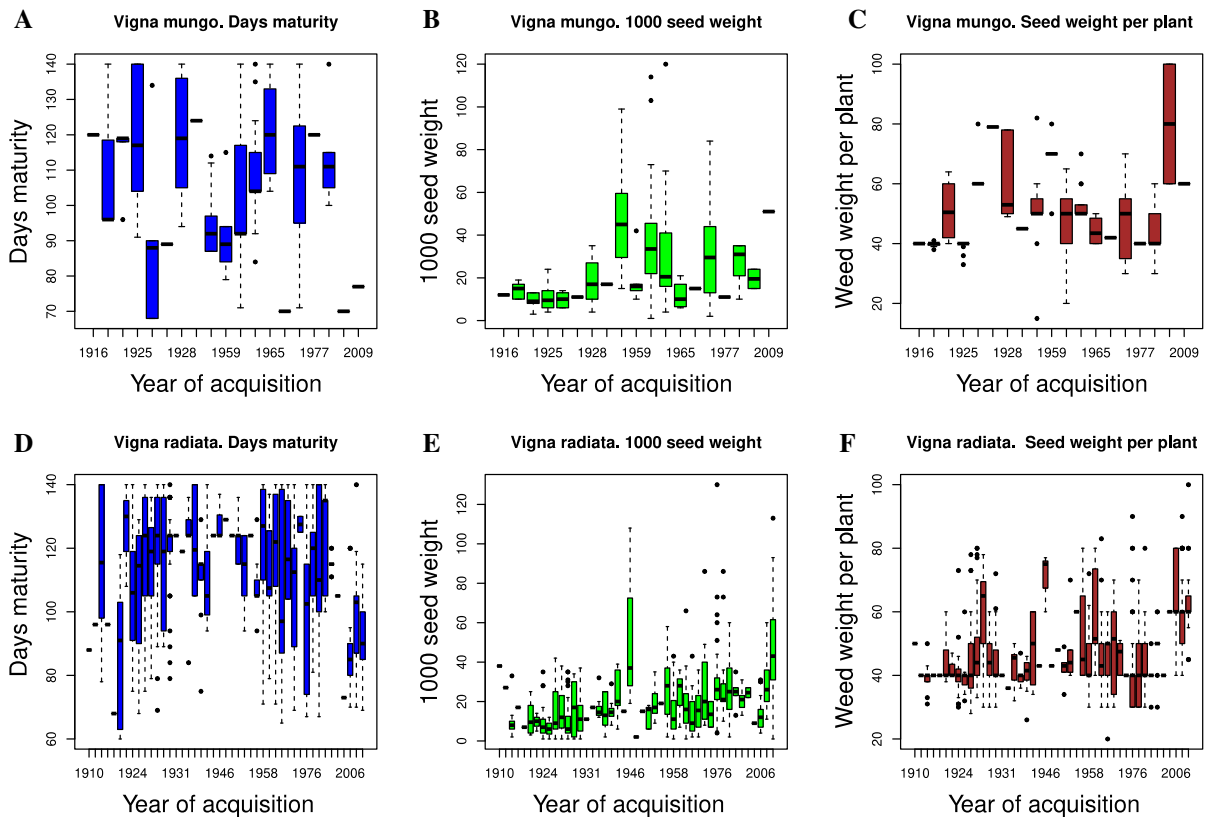 A
Vigna mungo. Days maturity
Days maturity
70 80 90 100 110 120 130 140
1916 1925 1928 1959 1965 1977 2009
Year of acquisition
B
Vigna mungo. 1000 seed weight
1000 seed weight
0 20 40 60 80 100 120
1916 1925 1928 1959 1965 1977 2009
Year of acquisition
C
Vigna mungo. Seed weight per plant
Weed weight per plant
20 40 60 80 100
1916 1925 1928 1959 1965 1977 2009
Year of acquisition
D
Vigna radiata. Days maturity
Days maturity
60 80 100 120 140
1910 1924 1931 1946 1958 1976 2006
Year of acquisition
E
Vigna radiata. 1000 seed weight
1000 seed weight
0 20 40 60 80 100 120
1910 1924 1931 1946 1958 1976 2006
Year of acquisition
F
Vigna radiata. Seed weight per plant
Weed weight per plant
20 40 60 80 100
1910 1924 1931 1946 1958 1976 2006
Year of acquisition